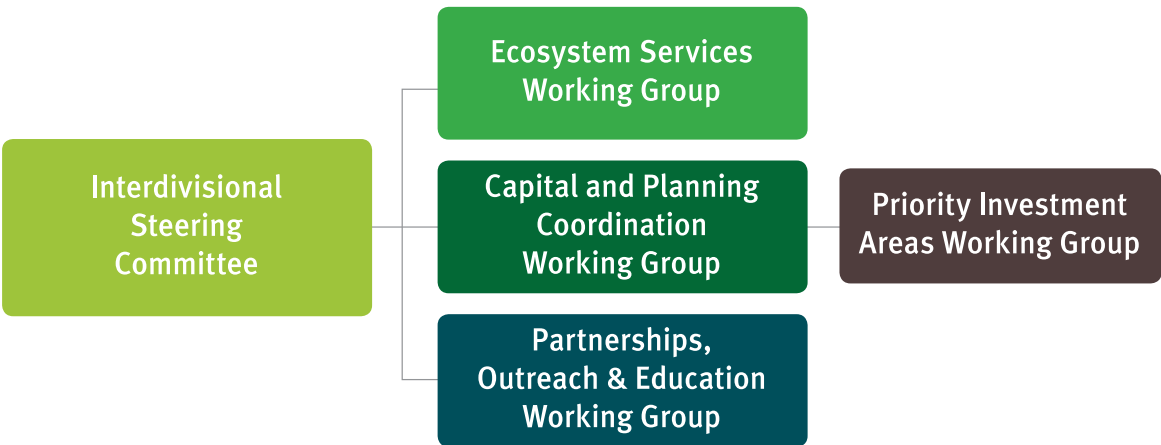 Ecosystem Services
Working Group
Interdivisional
Steering
Committee
Capital and Planning
Coordination
Working Group
Priority Investment
Areas Working Group
Partnerships,
Outreach & Education
Working Group